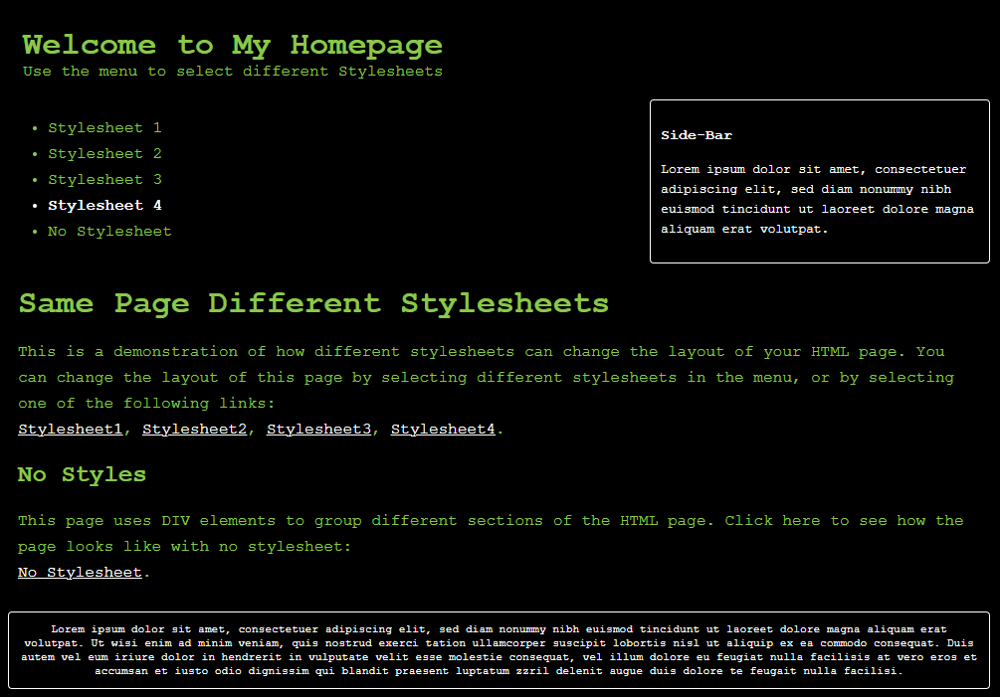 Welcome to My Homepage
Use the menu to select different Stylesheets
Stylesheet 1
Stylesheet 2
Stylesheet 3
Stylesheet 4
No Stylesheet
Side-Bar
Lorem ipsum dolor sit amet, consectetuer
adipiscing elit, sed diam nonummy nibh
euismod tincidunt ut laoreet dolore magna
aliquam erat volutpat.
Same Page Different Stylesheets
This is a demonstration of how different stylesheets can change the layout of your HTML page. You
can change the layout of this page by selecting different stylesheets in the menu, or by selecting
one of the following links:
Stylesheet1, Stylesheet2, Stylesheet3, Stylesheet4.
No Styles
This page uses DIV elements to group different sections of the HTML page. Click here to see how the
page looks like with no stylesheet:
No Stylesheet.
Lorem ipsum dolor sit amet, consectetuer adipiscing elit, sed diam nonummy nibh euismod tincidunt ut laoreet dolore magna aliquam erat
volutpat. Ut wisi enim ad minim veniam, quis nostrud exerci tation ullamcorper suscipit lobortis nisl ut aliquip ex ea commodo consequat. Duis
autem vel eum iriure dolor in hendrerit in vulputate velit esse molestie consequat, vel illum dolore eu feugiat nulla facilisis at vero eros et
accumsan et iusto odio dignissim qui blandit praesent luptatum zzril delenit augue duis dolore te feugait nulla facilisi.